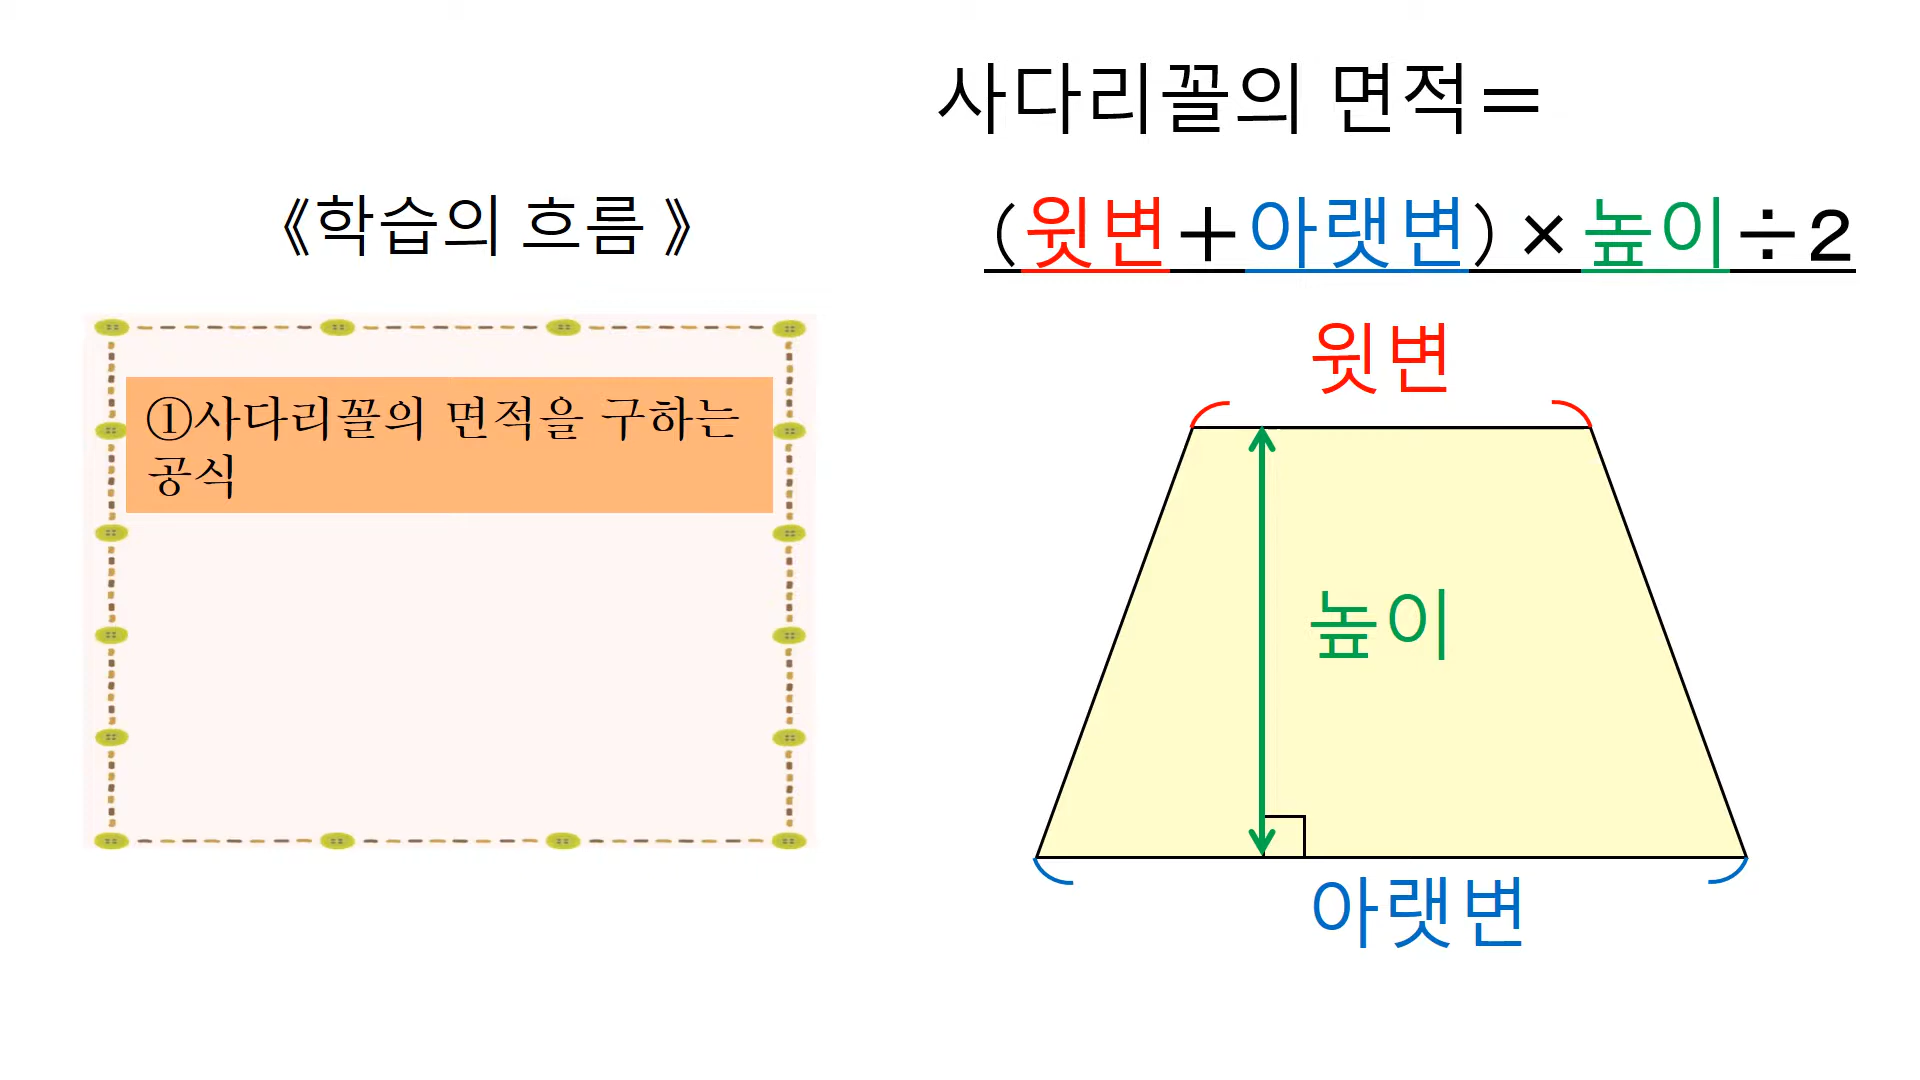 《학습의 흐름 》
①사다리꼴의 면적을 구하는
공식
사다리꼴의 면적=
(윗변+아랫변)×높이÷2
윗변
높이
아랫변